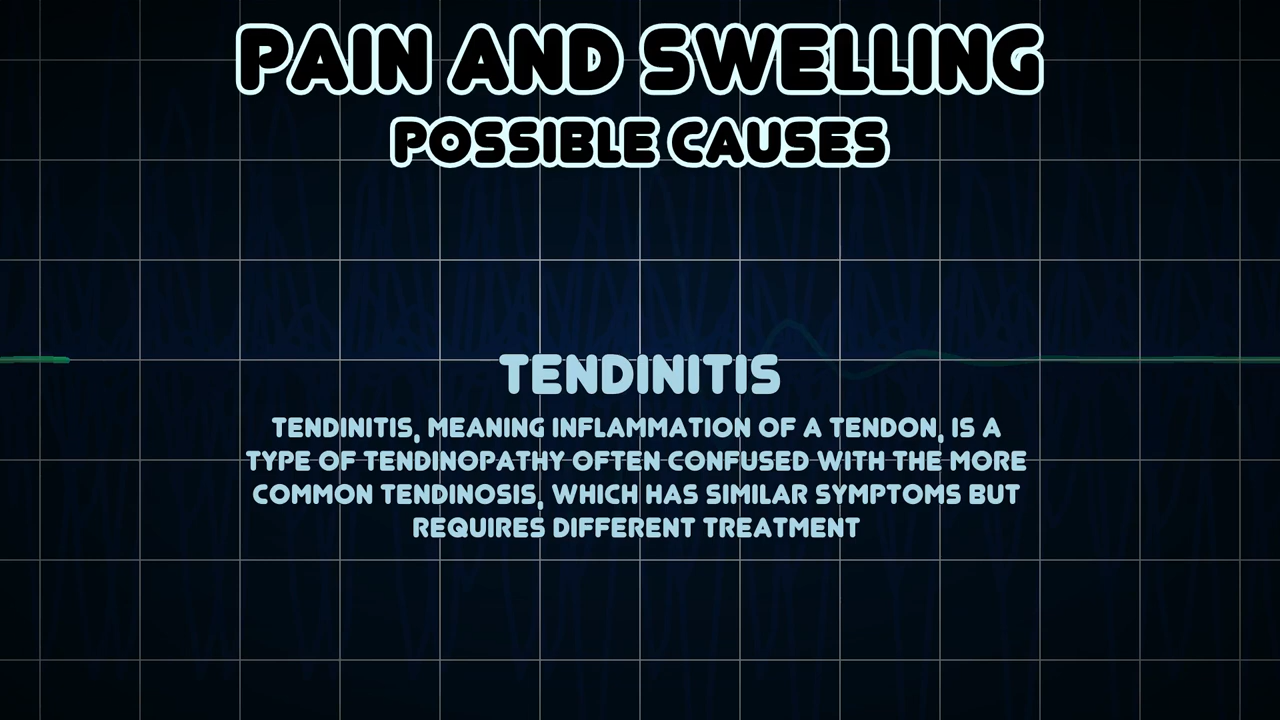 PAIN AND SWELLING
POSSIBLE CAUSES
TENDINITIS
TENDINITIS, MEANING INFLAMMATION OF A TENDON, IS A
TYPE OF TENDINOPATHY OFTEN CONFUSED WITH THE MORE
COMMON TENDINOSIS, WHICH HAS SIMILAR SYMPTOMS BUT
REQUIRES DIFFERENT TREATMENT